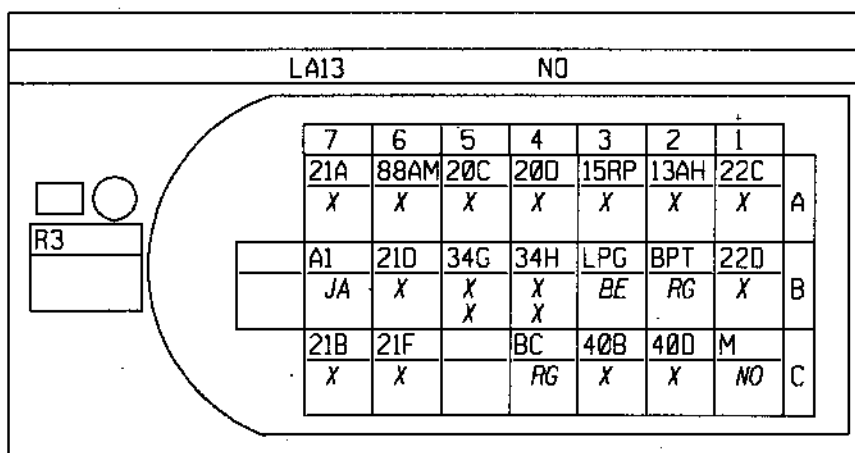 LA13 NO
7 6 5 4 3 2 1
21A 88AM 20C 20D 15RP 13AH 22C
X X X X X X X A
R3
A1 21D 34G 34H LPG BPT 22D
JA X X X BE RG X B
X X
21B 21F BC 40B 40D M
X X RG X X NO C